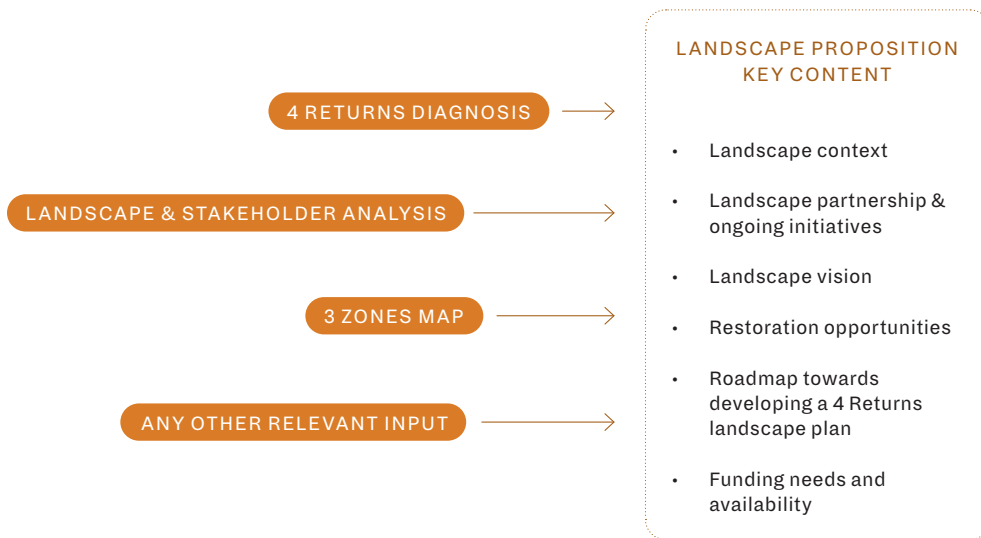 4 RETURNS DIAGNOSIS
LANDSCAPE & STAKEHOLDER ANALYSIS
3 ZONES MAP
ANY OTHER RELEVANT INPUT
LANDSCAPE PROPOSITION
KEY CONTENT
• Landscape context
• Landscape partnership &
ongoing initiatives
• Landscape vision
• Restoration opportunities
• Roadmap towards
developing a 4 Returns
landscape plan
• Funding needs and
availability